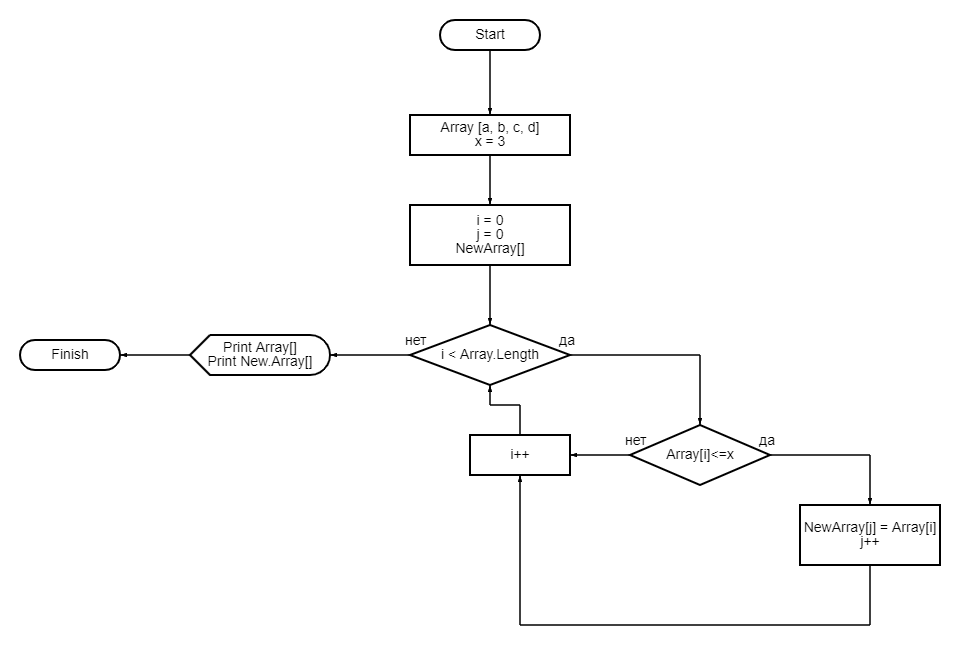 Start
Array [a, b, c, d]
x = 3
i = 0
j = 0
NewArray[]
нет
i < Array.Length
да
Print Array[]
Print New.Array[]
Finish
i++
нет
Array[i]<=x
да
NewArray[j] = Array[i]
j++